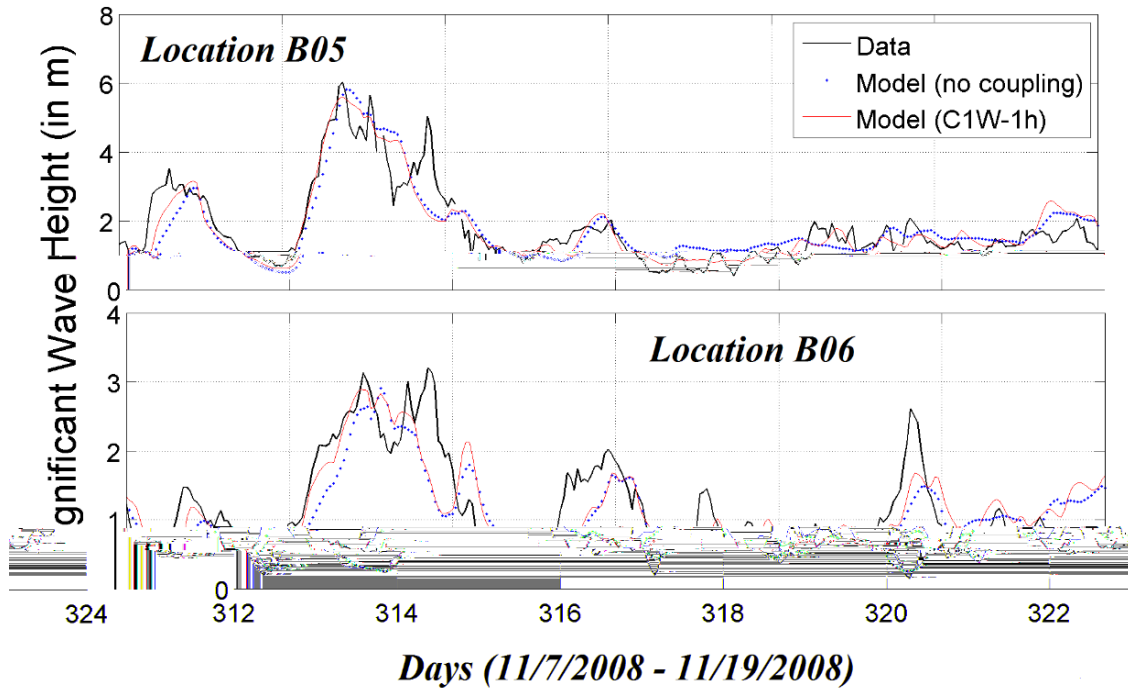 8
6
4
2
0
Location B05
Data
Model (no coupling)
Model (C1W-1h)
gnificant Wave Height (in m)
4
3
2
1
0
Location B06
324 312 314 316 318 320 322
Days (11/7/2008 - 11/19/2008)